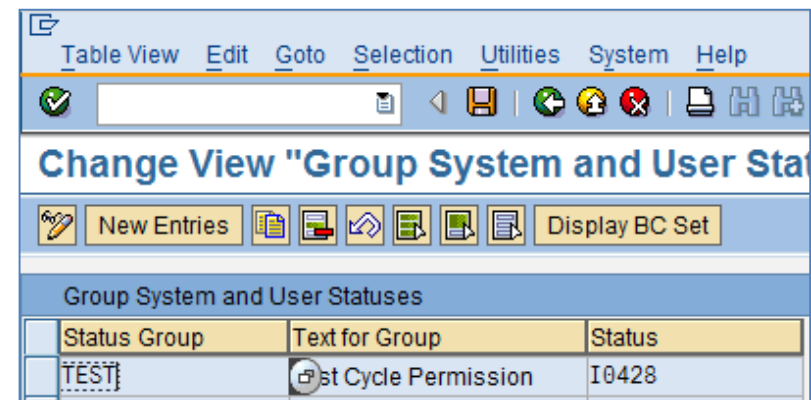 Table View Edit Goto Selection Utilities System Help
Change View "Group System and User Stat
New Entries Display BC Set
Group System and User Statuses
Status Group Text for Group Status
TEST st Cycle Permission I0428